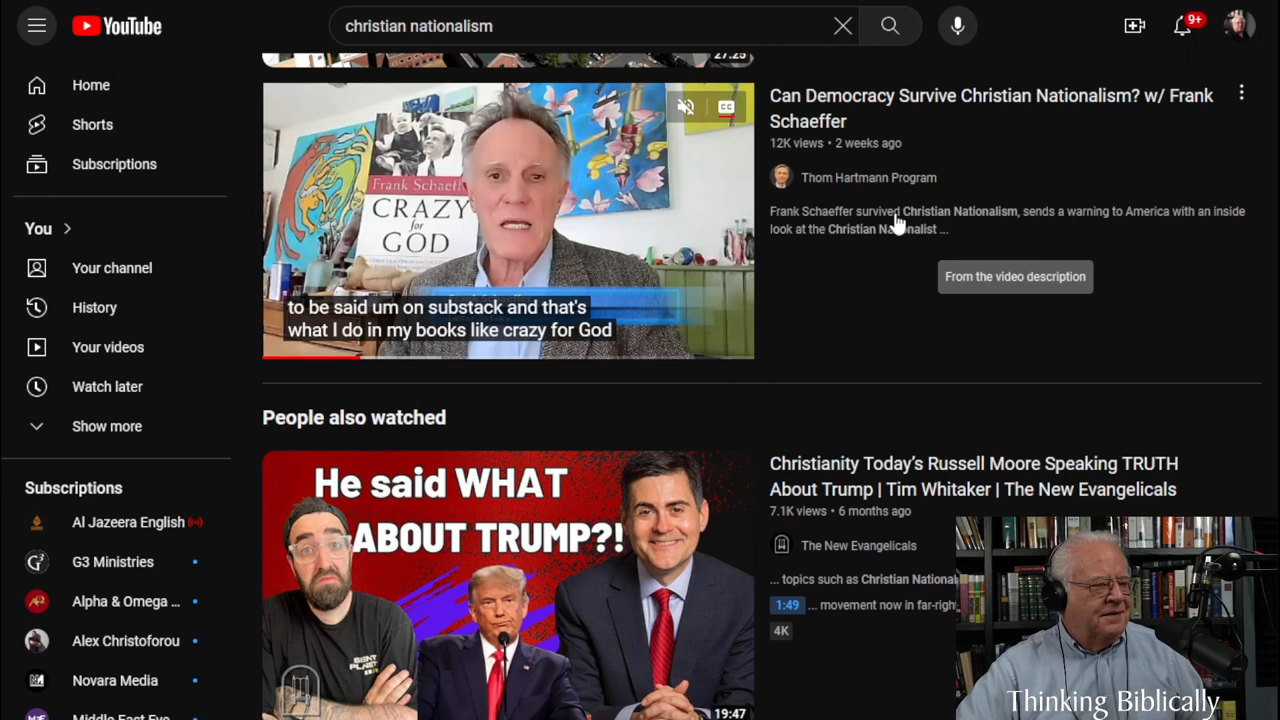 YouTube
christian nationalism
9+
Home
Shorts
Subscriptions
You
Your channel
History
Your videos
Watch later
Show more
Subscriptions
Al Jazeera English
G3 Ministries
Alpha & Omega ...
Alex Christoforou
Novara Media
Middle East Eye
27:25
CC
Frank Schaeff
CRAZY
for
GOD
to be said um on substack and that's
what I do in my books like crazy for God
Can Democracy Survive Christian Nationalism? w/ Frank
Schaeffer
12K views • 2 weeks ago
Thom Hartmann Program
Frank Schaeffer survived Christian Nationalism, sends a warning to America with an inside
look at the Christian Nationalist ...
From the video description
People also watched
He said WHAT
ABOUT TRUMP?!
19:47
Christianity Today's Russell Moore Speaking TRUTH
About Trump | Tim Whitaker | The New Evangelicals
7.1K views • 6 months ago
The New Evangelicals
... topics such as Christian National
1:49 ... movement now in far-righ
4K
Thinking Biblically